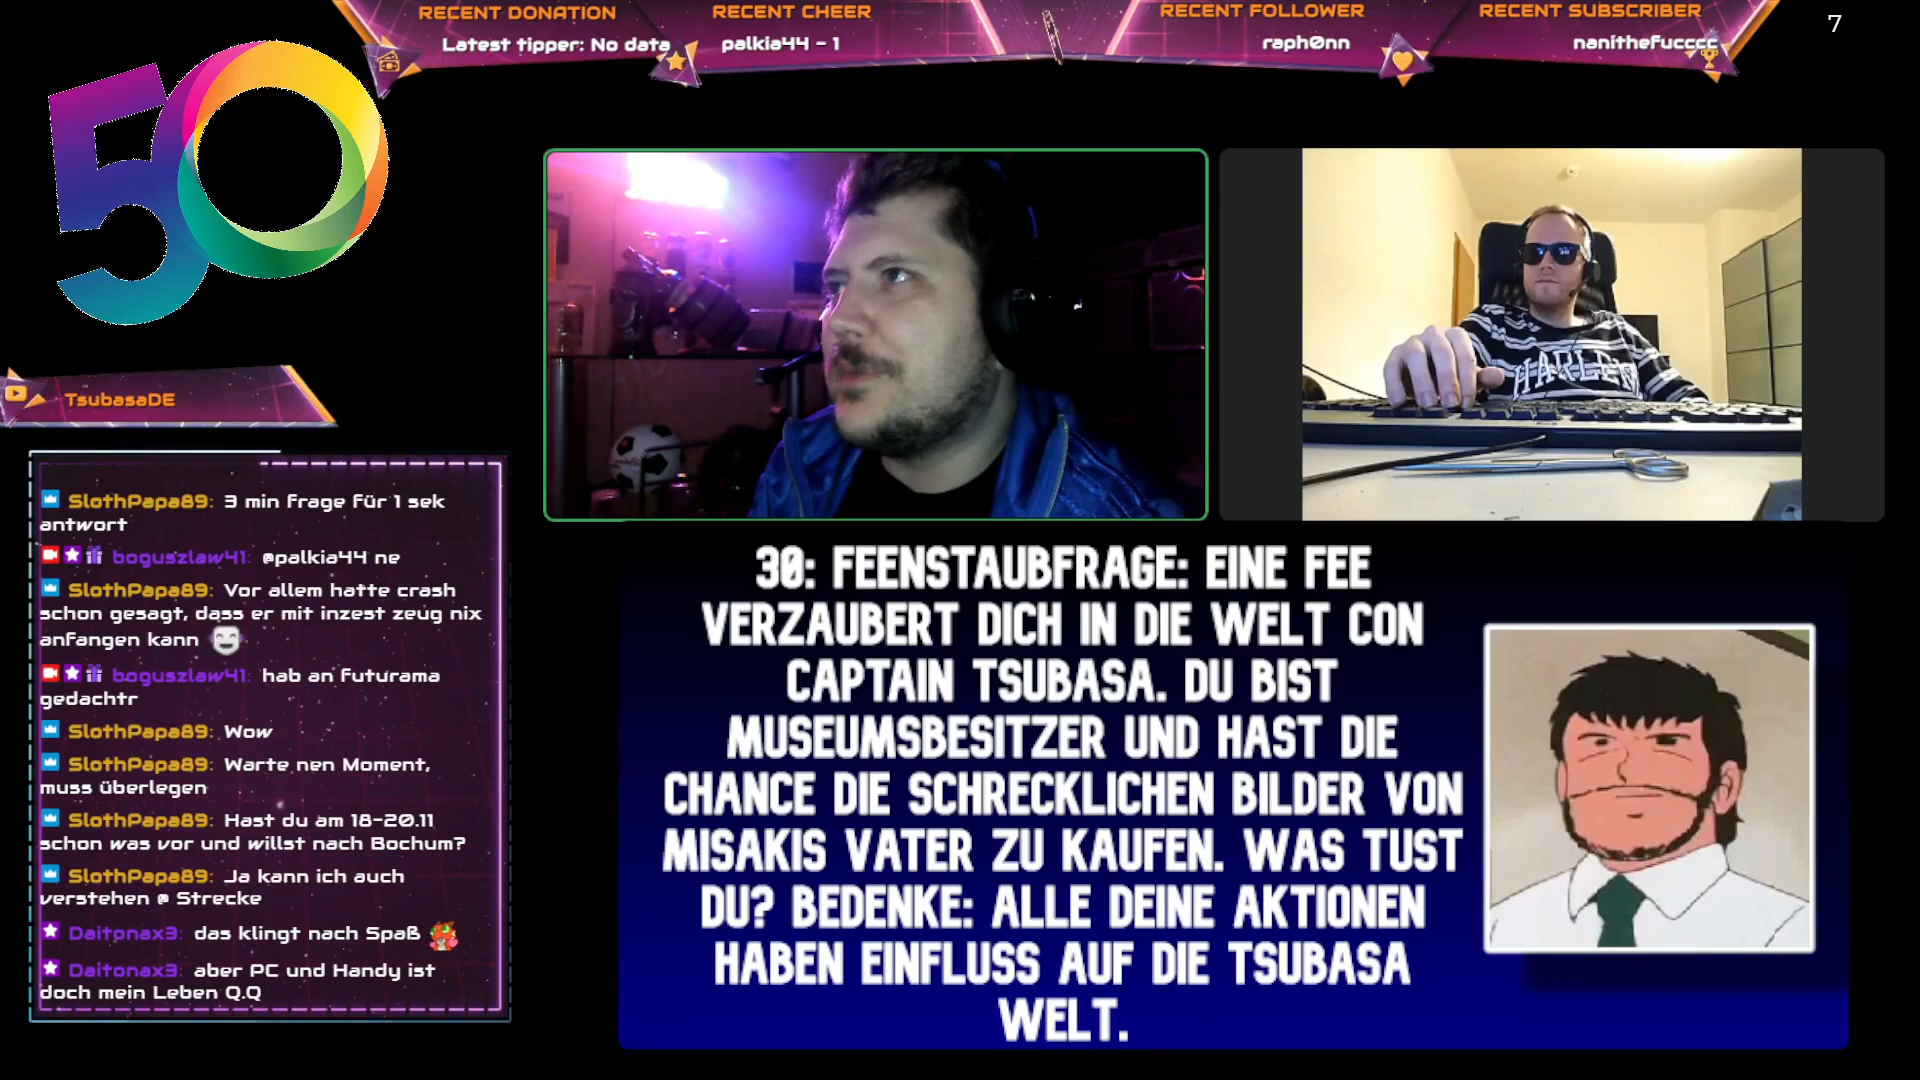 RECENT DONATION
Latest tipper: No data
RECENT CHEER
palkia44 - 1
RECENT FOLLOWER
raph0nn
RECENT SUBSCRIBER
nanithefucccc
7
50
TsubasaDE
SlothPapa89: 3 min frage für 1 sek
antwort
boguszlaw41: @palkia44 ne
SlothPapa89: Vor allem hatte crash
schon gesagt, dass er mit inzest zeug nix
anfangen kann
boguszlaw41: hab an futurama
gedachtr
SlothPapa89: Wow
SlothPapa89: Warte nen Moment,
muss überlegen
SlothPapa89: Hast du am 18-20.11
schon was vor und willst nach Bochum?
SlothPapa89: Ja kann ich auch
verstehen @ Strecke
Daitonax3: das klingt nach Spaß
Daitonax3: aber PC und Handy ist
doch mein Leben Q.Q
HARLEM
30: FEENSTAUBFRAGE: EINE FEE
VERZAUBERT DICH IN DIE WELT CON
CAPTAIN TSUBASA. DU BIST
MUSEUMSBESITZER UND HAST DIE
CHANCE DIE SCHRECKLICHEN BILDER VON
MISAKIS VATER ZU KAUFEN. WAS TUST
DU? BEDENKE: ALLE DEINE AKTIONEN
HABEN EINFLUSS AUF DIE TSUBASA
WELT.